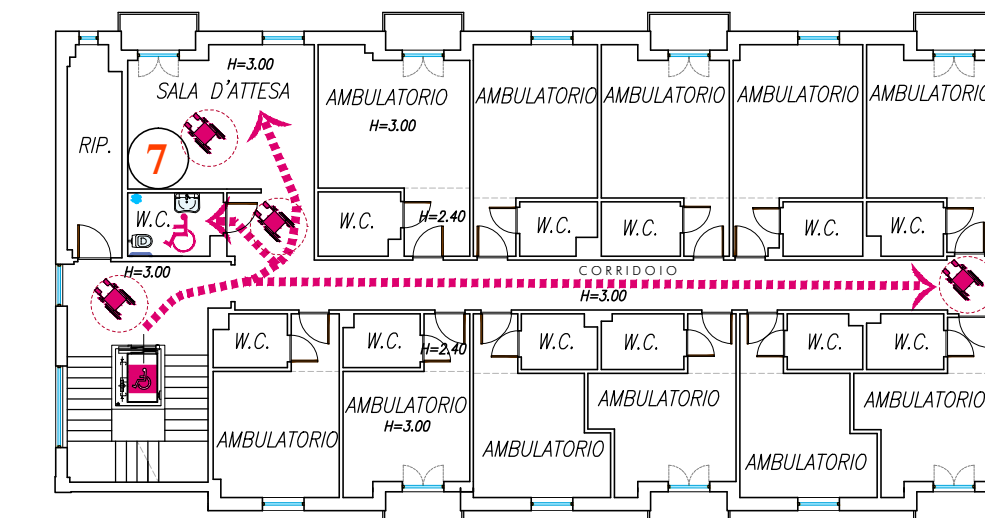 H=3.00
SALA D'ATTESA
AMBULATORIO
AMBULATORIO
AMBULATORIO
AMBULATORIO
AMBULATORIO
H=3.00
RIP.
7
W.C.
W.C.
H=2.40
W.C.
W.C.
W.C.
W.C.
H=3.00
CORRIDOIO
H=3.00
W.C.
W.C.
H=2.40
W.C.
W.C.
W.C.
W.C.
AMBULATORIO
AMBULATORIO
AMBULATORIO
H=3.00
AMBULATORIO
AMBULATORIO
AMBULATORIO